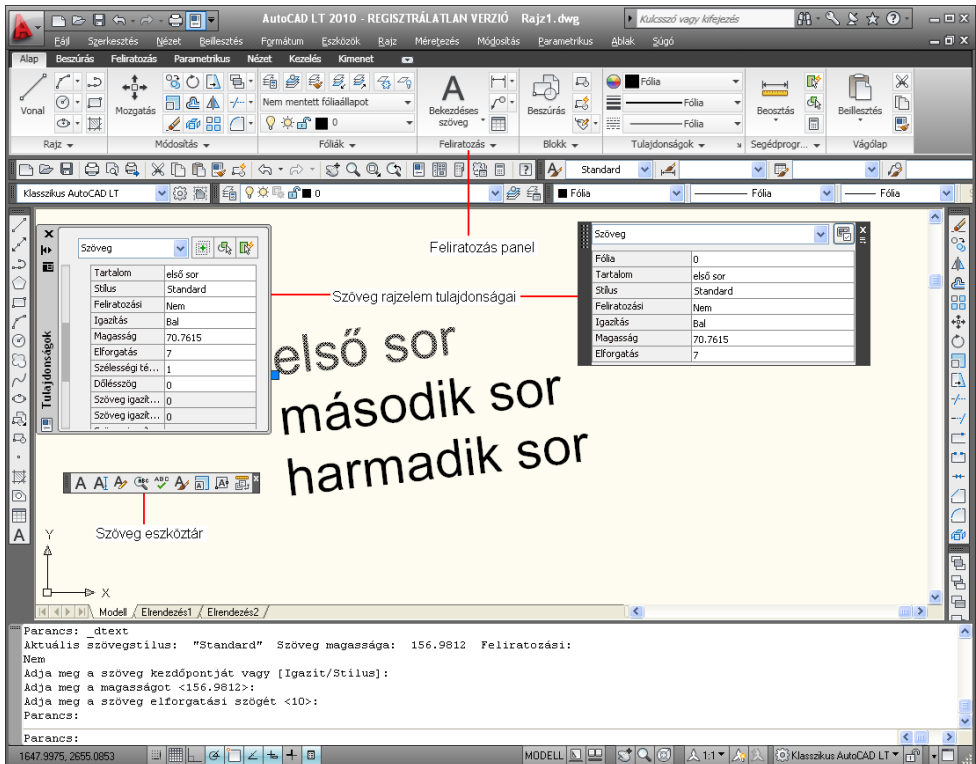 AutoCAD LT 2010 - REGISZTRÁLATLAN VERZIÓ Rajz1.dwg
Kulcsszó vagy kifejezés
Fájl Szerkesztés Nézet Beillesztés Formátum Eszközök Rajz Méretezés Módosítás Parametrikus Ablak Súgó
Alap Beszúrás Feliratozás Parametrikus Nézet Kezelés Kimenet
Vonal
Mozgatás
Nem mentett fóliaállapot
0
Bekezdéses szöveg
Beszúrás
Fólia
Fólia
Fólia
Beosztás
Beillesztés
Rajz
Módosítás
Fóliák
Feliratozás
Blokk
Tulajdonságok
Segédprogr...
Vágólap
Standard
Klasszikus AutoCAD LT
0
Fólia
Fólia
Fólia
Feliratozás panel
Tulajdonságok
Szöveg
Tartalom első sor
Stílus Standard
Feliratozási Nem
Igazítás Bal
Magasság 70.7615
Elforgatás 7
Szélességi té... 1
Dőlésszög 0
Szöveg igazít... 0
Szöveg igazít... 0
Szöveg rajzelem tulajdonságai
Szöveg
Fólia 0
Tartalom első sor
Stílus Standard
Feliratozási Nem
Igazítás Bal
Magasság 70.7615
Elforgatás 7
első sor
második sor
harmadik sor
A AI A ABC ABC A A A
Szöveg eszköztár
A
Y
X
Modell Elrendezés1 Elrendezés2
Parancs: _dtext
Aktuális szövegstílus: "Standard" Szöveg magassága: 156.9812 Feliratozási:
Nem
Adja meg a szöveg kezdőpontját vagy [Igazít/Stílus]:
Adja meg a magasságot <156.9812>:
Adja meg a szöveg elforgatási szögét <10>:
Parancs:
Parancs:
1647.9975, 2655.0853
MODELL
1:1
Klasszikus AutoCAD LT